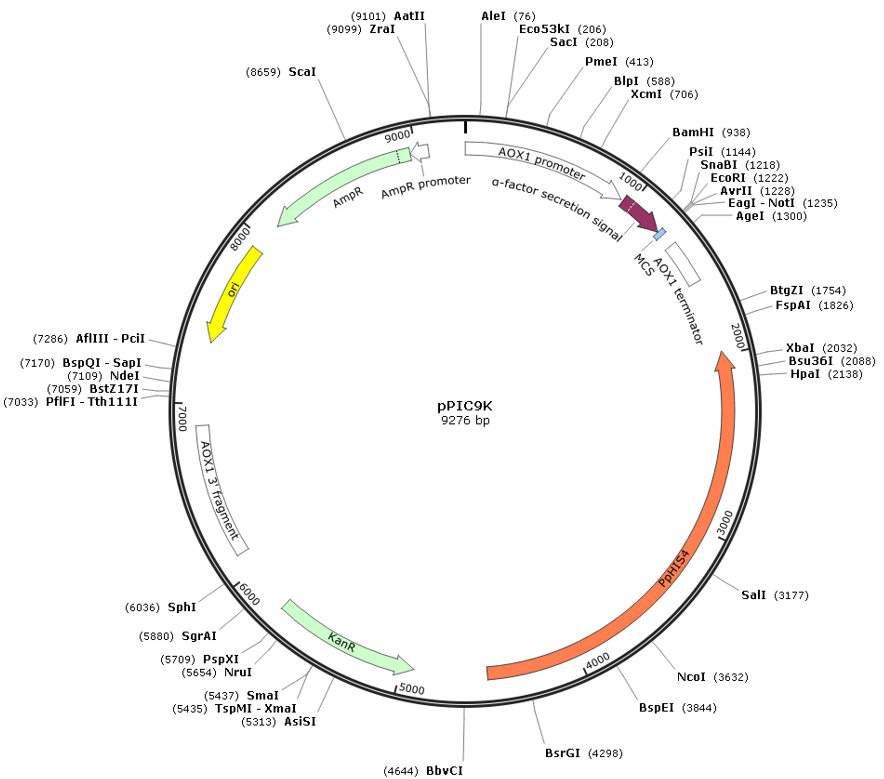 (9101) AatII
(9099) ZraI
(8659) ScaI
AleI (76)
Eco53kI (206)
SacI (208)
PmeI (413)
BlpI (588)
XcmI (706)
BamHI (938)
PsiI (1144)
SnaBI (1218)
EcoRI (1222)
AvrII (1228)
EagI - NotI (1235)
AgeI (1300)
BtgZI (1754)
FspAI (1826)
XbaI (2032)
Bsu36I (2088)
HpaI (2138)
SalI (3177)
NcoI (3632)
BspEI (3844)
BsrGI (4298)
(4644) BbvCI
(5313) AsiSI
(5435) TspMI - XmaI
(5437) SmaI
(5654) NruI
(5709) PspXI
(5880) SgrAI
(6036) SphI
(7033) PflFI - Tth111I
(7059) BstZ17I
(7109) NdeI
(7170) BspQI - SapI
(7286) AflIII - PciI
1000
2000
3000
4000
5000
6000
7000
8000
9000
AOX1 promoter
α-factor secretion signal
MCS
AOX1 terminator
PpHIS4
KanR
AOX1 3' fragment
ori
AmpR
AmpR promoter
pPIC9K
9276 bp